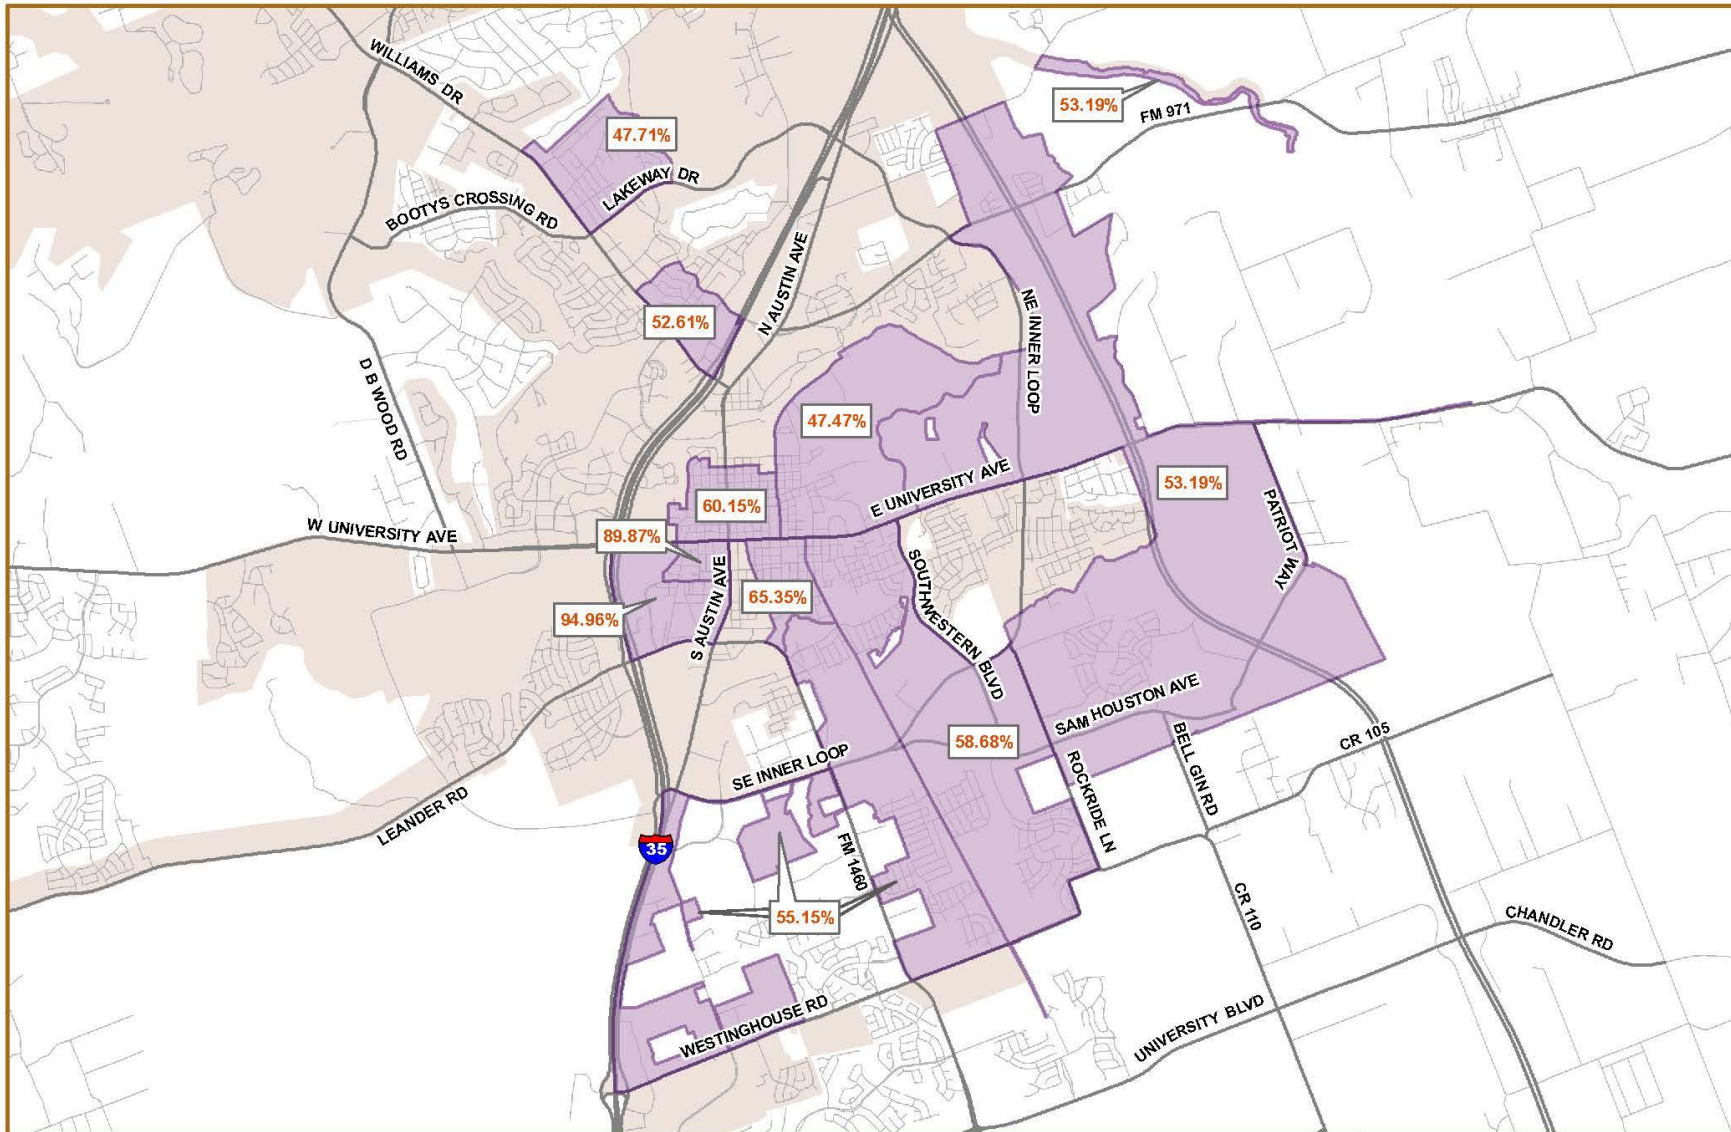 WILLIAMS DR
53.19%
FM 971
47.71%
LAKEWAY DR
BOOTYS CROSSING RD
N AUSTIN AVE
52.61%
NE INNER LOOP
D B WOOD RD
47.47%
E UNIVERSITY AVE
53.19%
PATRIOT WAY
60.15%
W UNIVERSITY AVE
89.87%
SOUTHWESTERN BLVD
S AUSTIN AVE
65.35%
94.96%
SAM HOUSTON AVE
58.68%
BELL GIN RD
CR 105
SE INNER LOOP
ROCKRIDE LN
LEANDER RD
35
FM 1460
55.15%
CR 110
CHANDLER RD
WESTINGHOUSE RD
UNIVERSITY BLVD